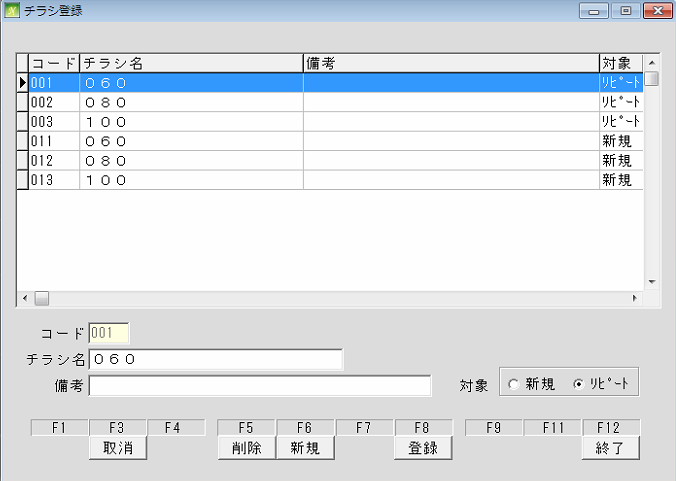 チラシ登録
コード チラシ名 備考 対象
001 ０６０ ﾘﾋﾟｰﾄ
002 ０８０ ﾘﾋﾟｰﾄ
003 １００ ﾘﾋﾟｰﾄ
011 ０６０ 新規
012 ０８０ 新規
013 １００ 新規
コード 001
チラシ名 ０６０
備考 対象 新規 ﾘﾋﾟｰﾄ
F1 F3 F4 F5 F6 F7 F8 F9 F11 F12
取消 削除 新規 登録 終了